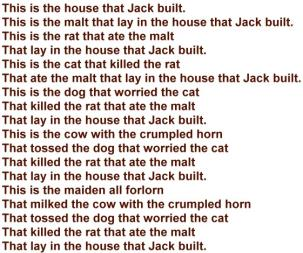 This is the house that Jack built.
This is the malt that lay in the house that Jack built.
This is the rat that ate the malt
That lay in the house that Jack built.
This is the cat that killed the rat
That ate the malt that lay in the house that Jack built.
This is the dog that worried the cat
That killed the rat that ate the malt
That lay in the house that Jack built.
This is the cow with the crumpled horn
That tossed the dog that worried the cat
That killed the rat that ate the malt
That lay in the house that Jack built.
This is the maiden all forlorn
That milked the cow with the crumpled horn
That tossed the dog that worried the cat
That killed the rat that ate the malt
That lay in the house that Jack built.